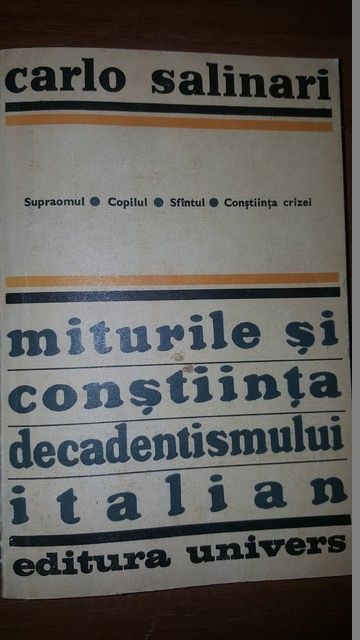 carlo salinari
Supraomul ● Copilul ● Sfîntul ● Conştiinţa crizei
miturile şi
conştiinţa
decadentismului
italian
editura univers